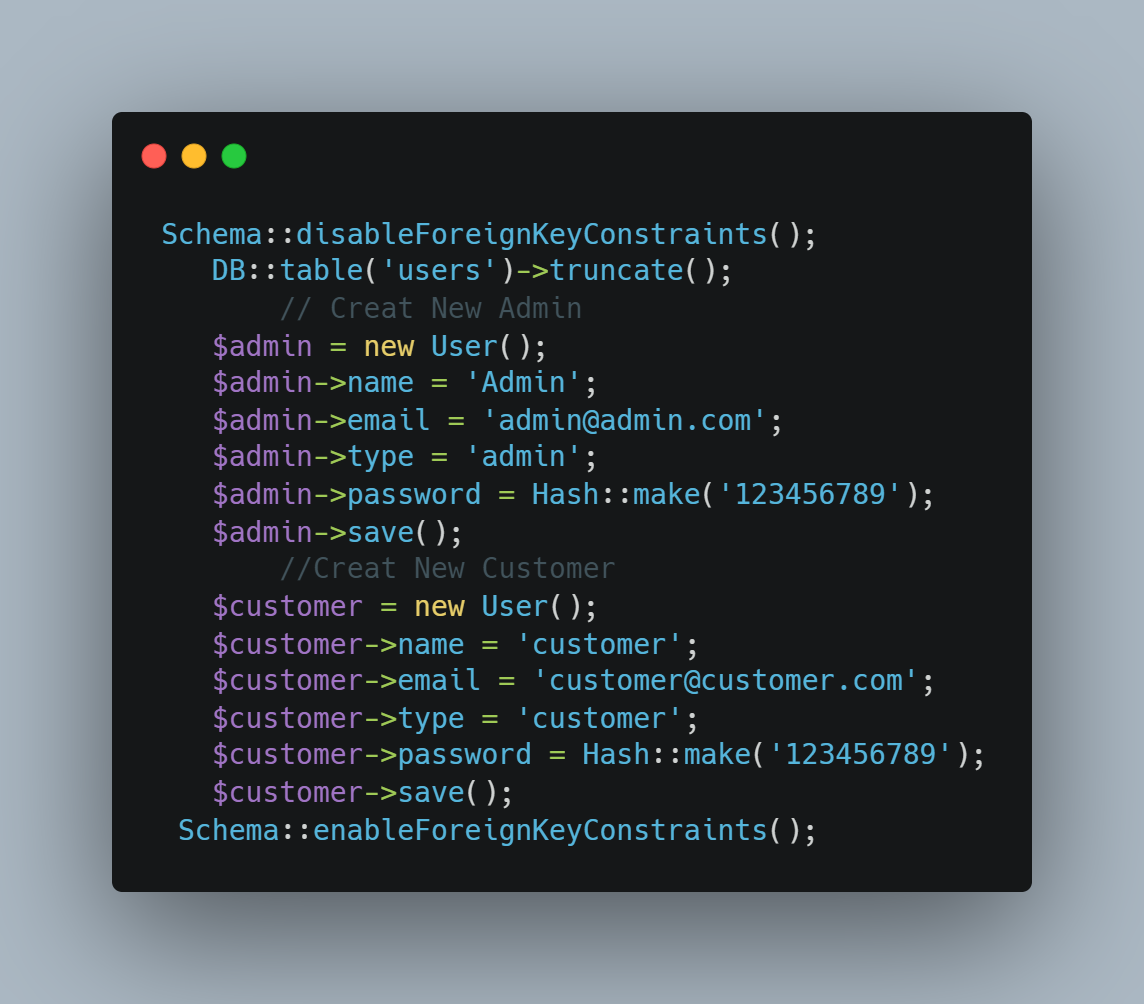 Schema::disableForeignKeyConstraints();
DB::table('users')->truncate();
// Creat New Admin
$admin = new User();
$admin->name = 'Admin';
$admin->email = 'admin@admin.com';
$admin->type = 'admin';
$admin->password = Hash::make('123456789');
$admin->save();
//Creat New Customer
$customer = new User();
$customer->name = 'customer';
$customer->email = 'customer@customer.com';
$customer->type = 'customer';
$customer->password = Hash::make('123456789');
$customer->save();
Schema::enableForeignKeyConstraints();